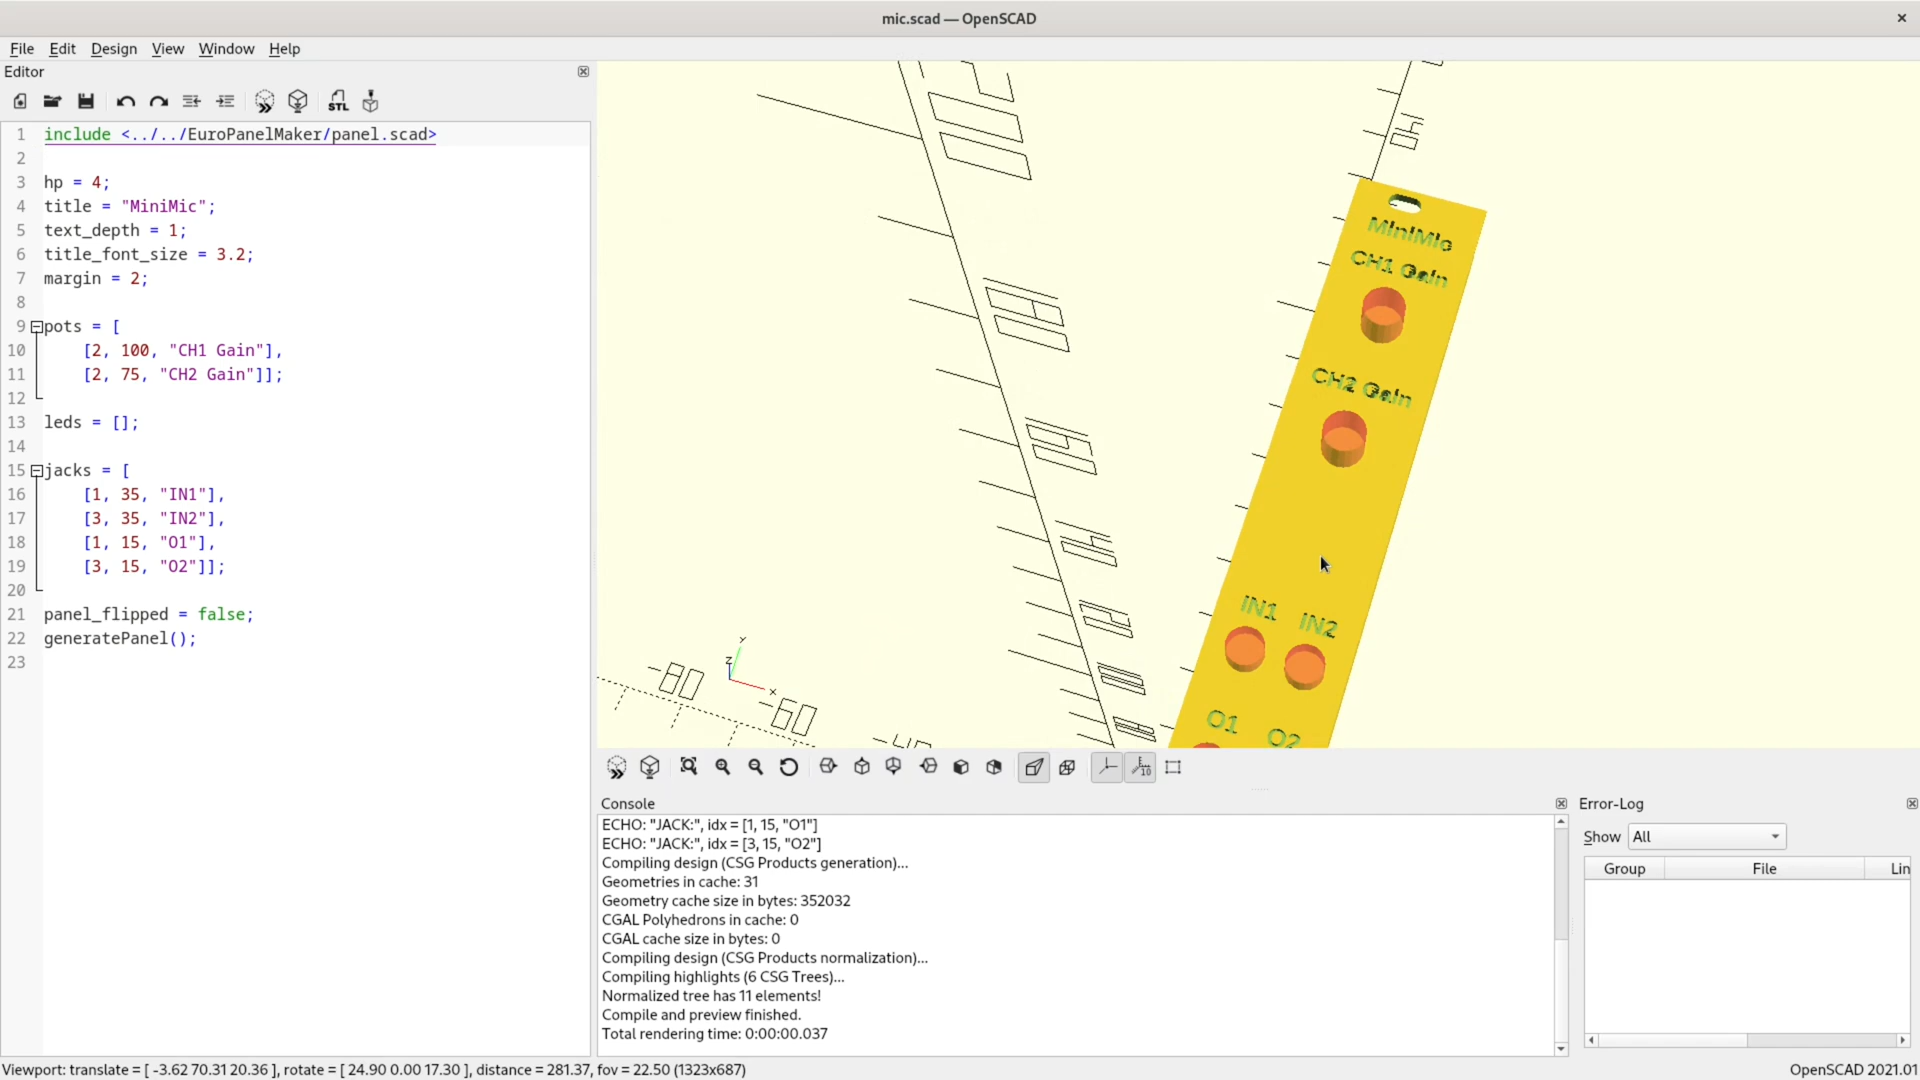 mic.scad — OpenSCAD
File Edit Design View Window Help
Editor
STL
1 include <../../EuroPanelMaker/panel.scad>
2
3 hp = 4;
4 title = "MiniMic";
5 text_depth = 1;
6 title_font_size = 3.2;
7 margin = 2;
8
9 pots = [
10 [2, 100, "CH1 Gain"],
11 [2, 75, "CH2 Gain"]];
12
13 leds = [];
14
15 jacks = [
16 [1, 35, "IN1"],
17 [3, 35, "IN2"],
18 [1, 15, "O1"],
19 [3, 15, "O2"]];
20
21 panel_flipped = false;
22 generatePanel();
23
MiniMic
CH1 Gain
CH2 Gain
IN1 IN2
O1 O2
Z Y X
-80
-60
10
Console
ECHO: "JACK:", idx = [1, 15, "O1"]
ECHO: "JACK:", idx = [3, 15, "O2"]
Compiling design (CSG Products generation)...
Geometries in cache: 31
Geometry cache size in bytes: 352032
CGAL Polyhedrons in cache: 0
CGAL cache size in bytes: 0
Compiling design (CSG Products normalization)...
Compiling highlights (6 CSG Trees)...
Normalized tree has 11 elements!
Compile and preview finished.
Total rendering time: 0:00:00.037
Error-Log
Show All
Group File Lin
Viewport: translate = [ -3.62 70.31 20.36 ], rotate = [ 24.90 0.00 17.30 ], distance = 281.37, fov = 22.50 (1323x687)
OpenSCAD 2021.01